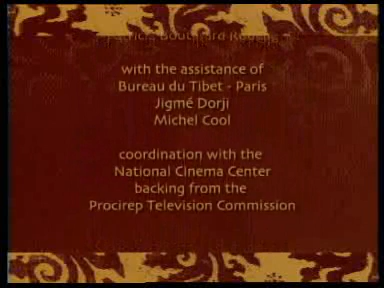 with the assistance of
Bureau du Tibet - Paris
Jigmé Dorji
Michel Cool
coordination with the
National Cinema Center
backing from the
Procirep Television Commission